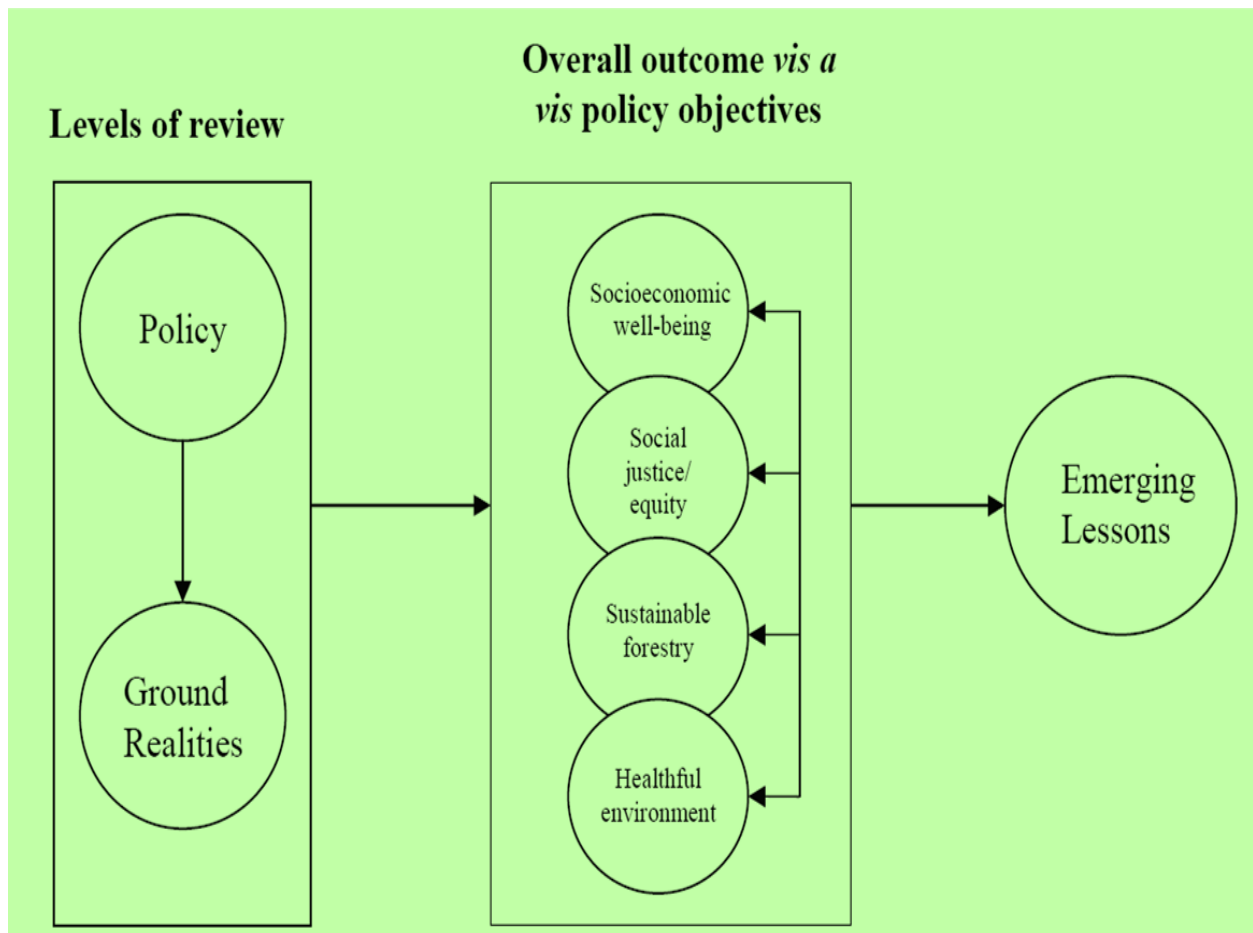 Levels of review
Policy
Ground
Realities
Overall outcome vis a
vis policy objectives
Socioeconomic
well-being
Social
justice/
equity
Sustainable
forestry
Healthful
environment
Emerging
Lessons